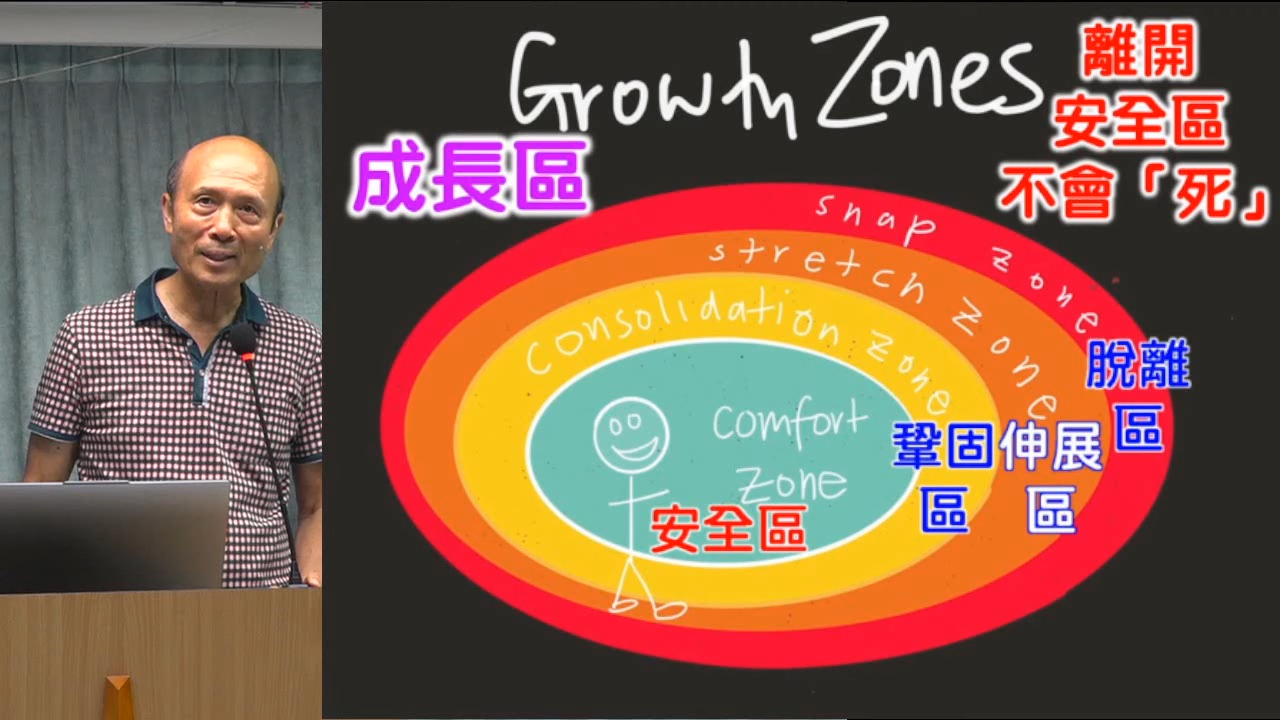 Growth Zones
離開
安全區
不會「死」
成長區
snap zone
stretch zone
consolidation zone
comfort
zone
安全區
脫離
區
鞏固
區
伸展
區